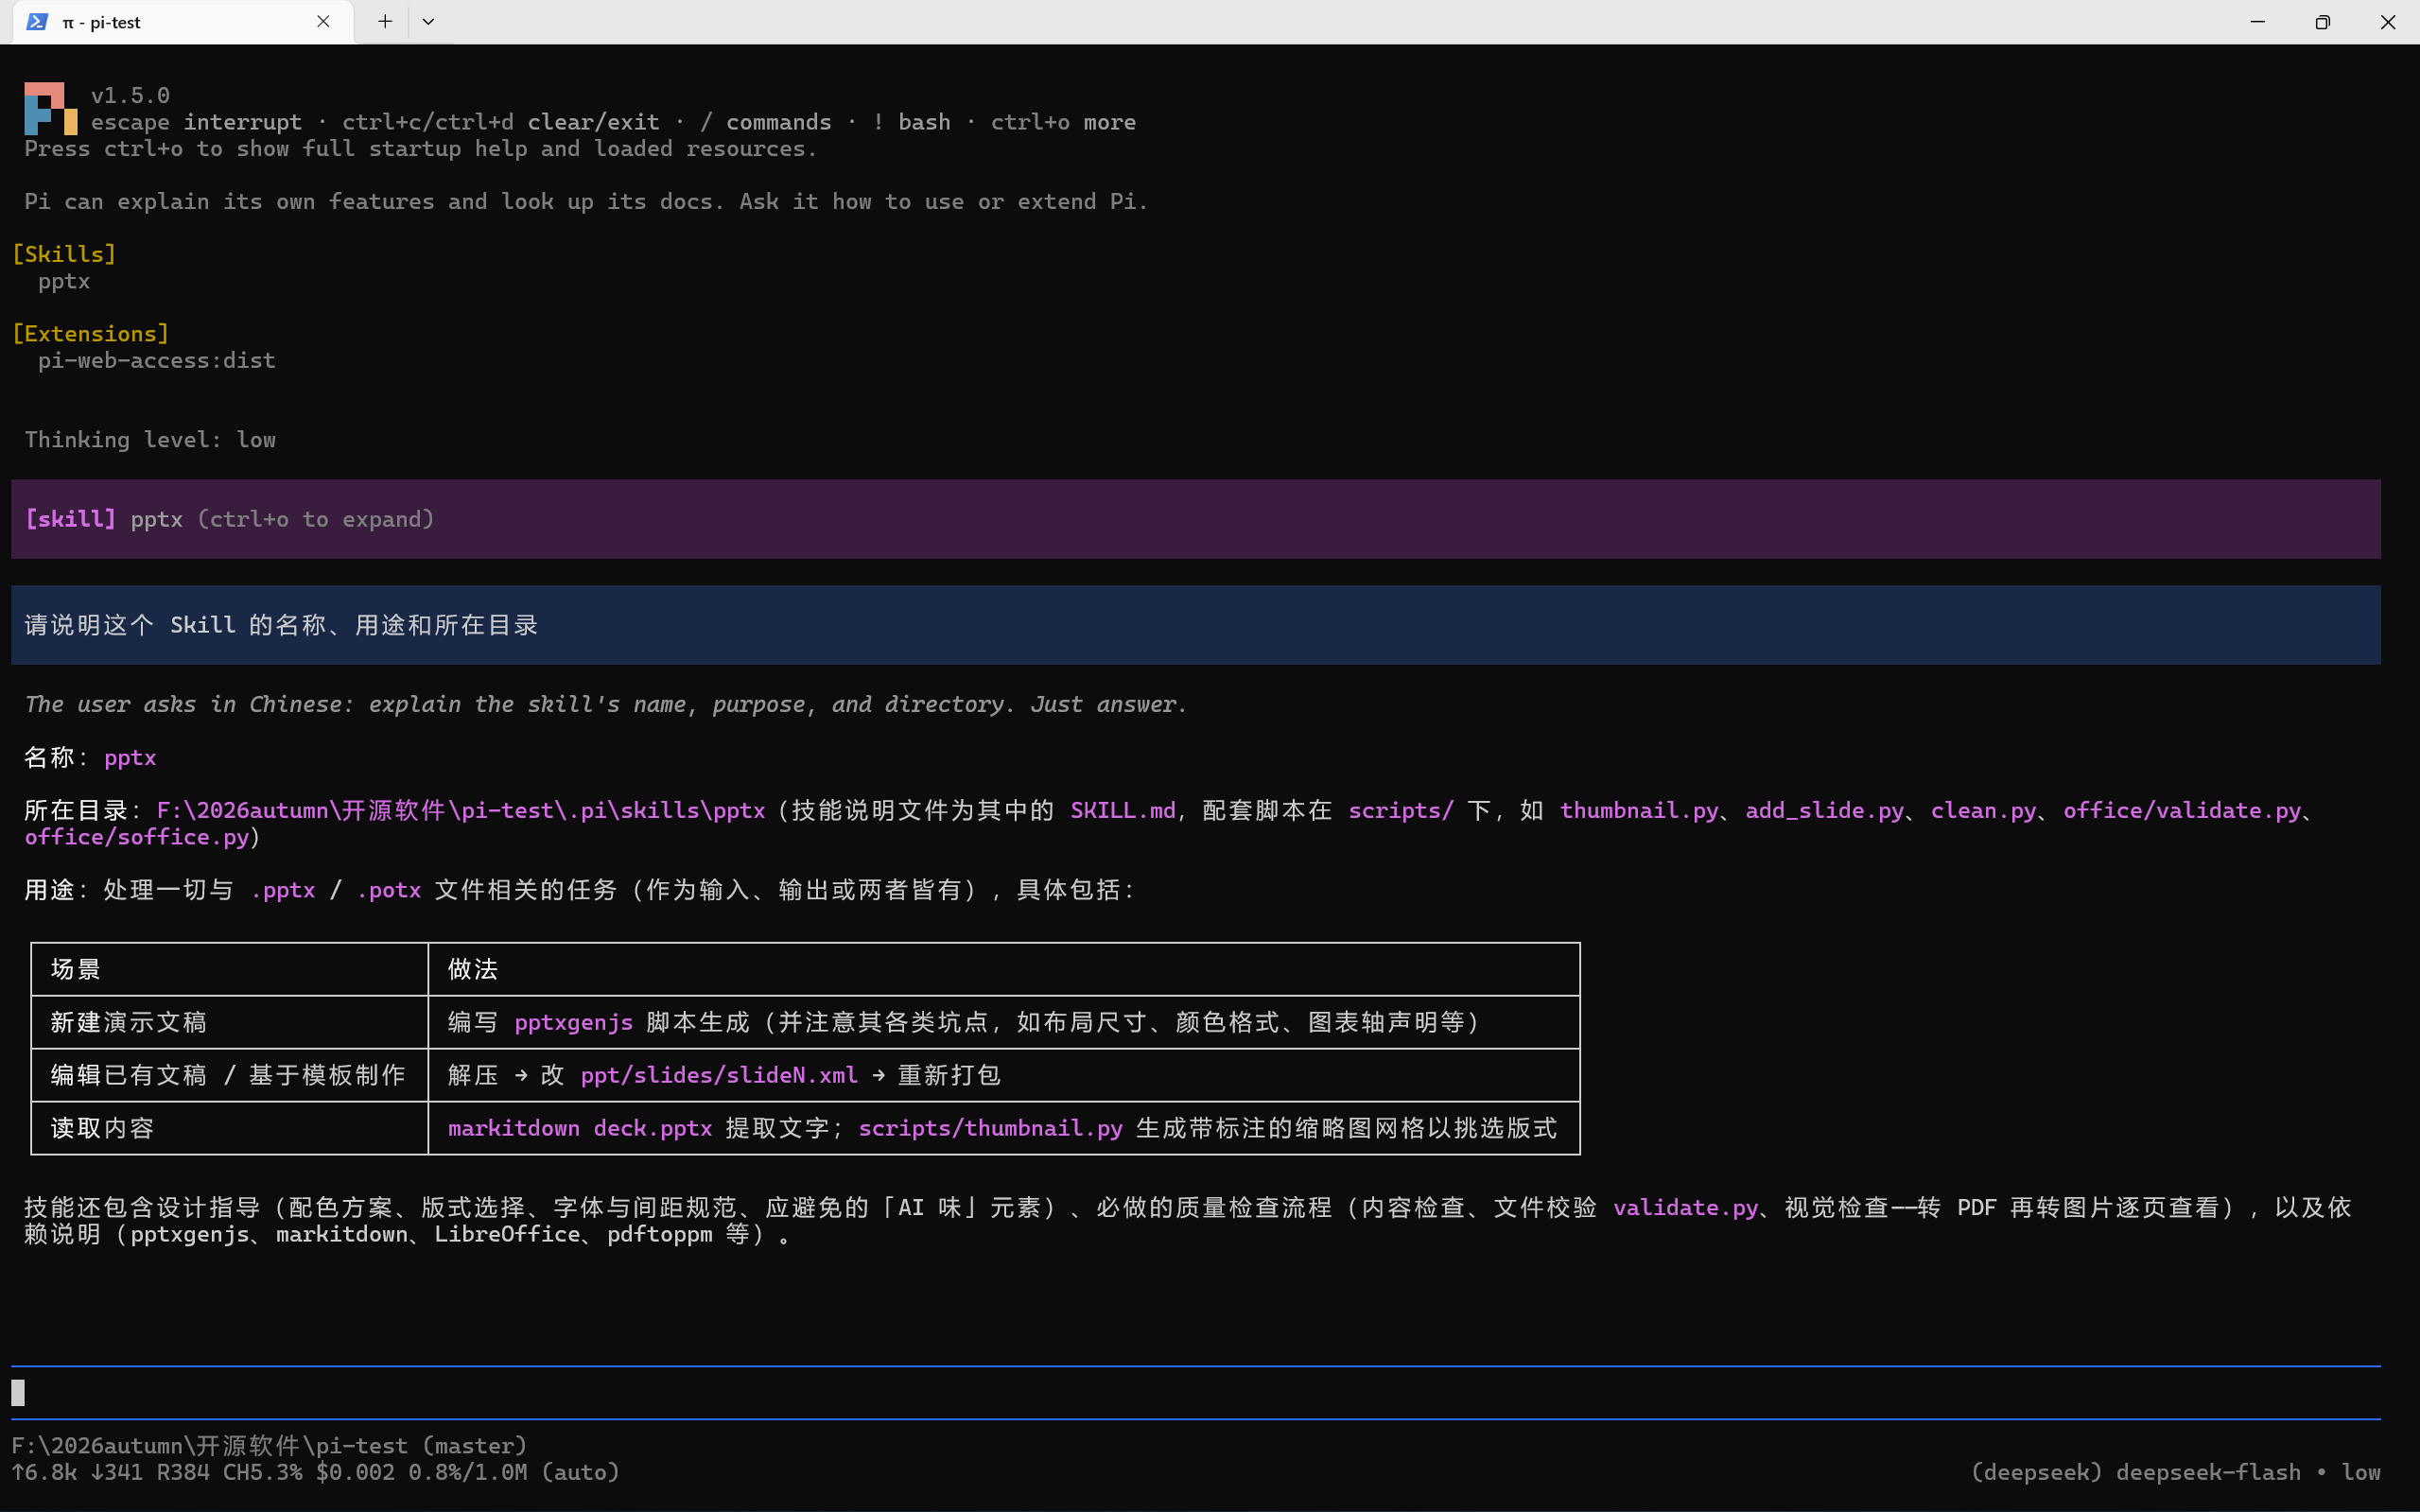 π - pi-test
v1.5.0
escape interrupt · ctrl+c/ctrl+d clear/exit · / commands · ! bash · ctrl+o more
Press ctrl+o to show full startup help and loaded resources.
Pi can explain its own features and look up its docs. Ask it how to use or extend Pi.
[Skills]
pptx
[Extensions]
pi-web-access:dist
Thinking level: low
[skill] pptx (ctrl+o to expand)
请说明这个 Skill 的名称、用途和所在目录
The user asks in Chinese: explain the skill's name, purpose, and directory. Just answer.
名称：pptx
所在目录：F:\2026autumn\开源软件\pi-test\.pi\skills\pptx（技能说明文件为其中的 SKILL.md，配套脚本在 scripts/ 下，如 thumbnail.py、add_slide.py、clean.py、office/validate.py、
office/soffice.py）
用途：处理一切与 .pptx / .potx 文件相关的任务（作为输入、输出或两者皆有），具体包括：
场景 做法
新建演示文稿 编写 pptxgenjs 脚本生成（并注意其各类坑点，如布局尺寸、颜色格式、图表轴声明等）
编辑已有文稿 / 基于模板制作 解压 → 改 ppt/slides/slideN.xml → 重新打包
读取内容 markitdown deck.pptx 提取文字；scripts/thumbnail.py 生成带标注的缩略图网格以挑选版式
技能还包含设计指导（配色方案、版式选择、字体与间距规范、应避免的「AI 味」元素）、必做的质量检查流程（内容检查、文件校验 validate.py、视觉检查——转 PDF 再转图片逐页查看），以及依
赖说明（pptxgenjs、markitdown、LibreOffice、pdftoppm 等）。
F:\2026autumn\开源软件\pi-test (master)
↑6.8k ↓341 R384 CH5.3% $0.002 0.8%/1.0M (auto) (deepseek) deepseek-flash • low